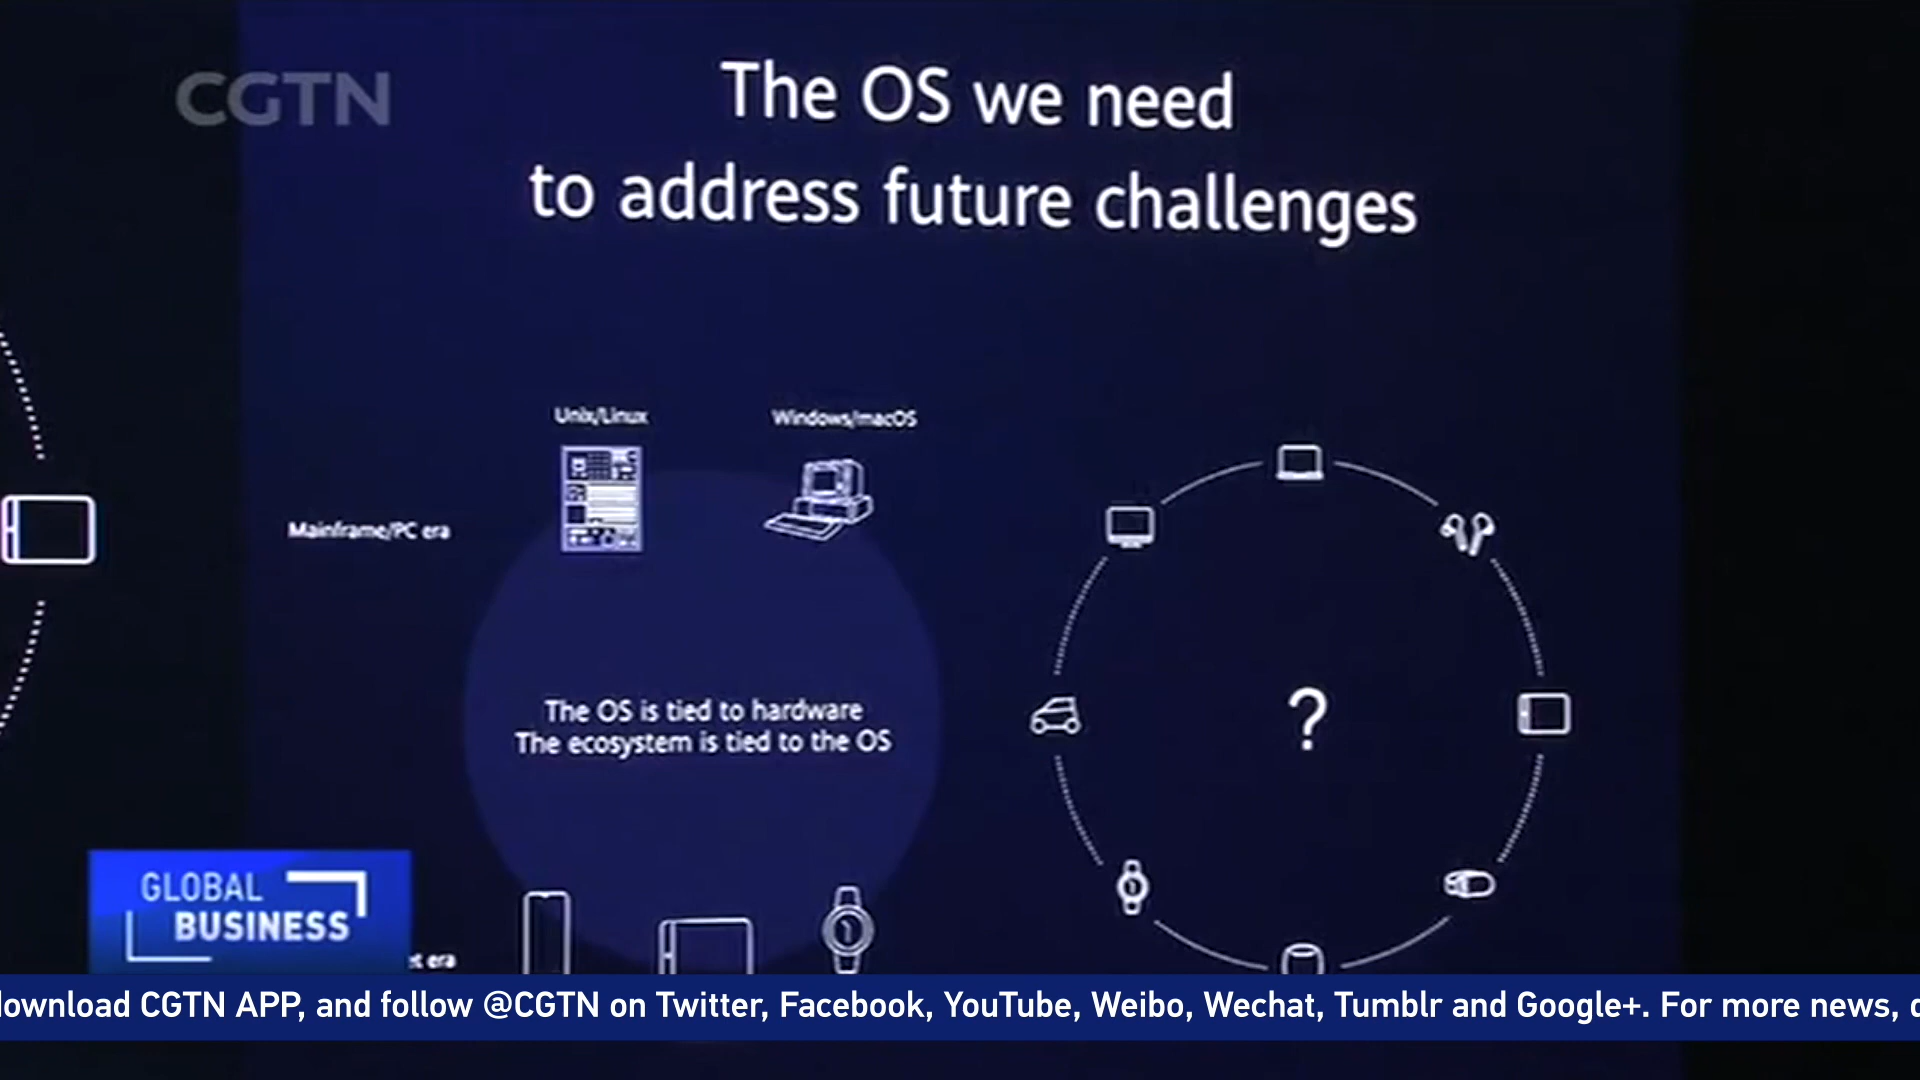 CGTN
The OS we need
to address future challenges
Unix/Linux
Windows/macOS
Mainframe/PC era
The OS is tied to hardware
The ecosystem is tied to the OS
?
GLOBAL
BUSINESS
era
download CGTN APP, and follow @CGTN on Twitter, Facebook, YouTube, Weibo, Wechat, Tumblr and Google+. For more news,